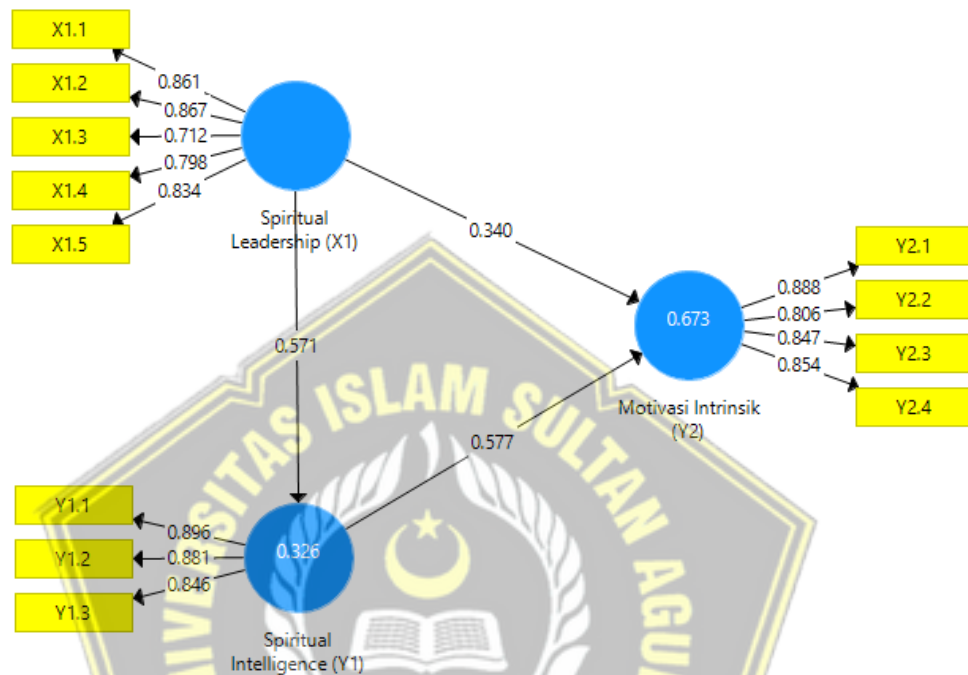 X1.1
X1.2
X1.3
X1.4
X1.5
0.861
0.867
0.712
0.798
0.834
Spiritual
Leadership (X1)
0.340
0.571
0.577
0.673
Motivasi Intrinsik
(Y2)
0.888
0.806
0.847
0.854
Y2.1
Y2.2
Y2.3
Y2.4
Y1.1
Y1.2
Y1.3
0.896
0.881
0.846
0.326
Spiritual
Intelligence (Y1)
UNIVERSITAS ISLAM SULTAN AGUN